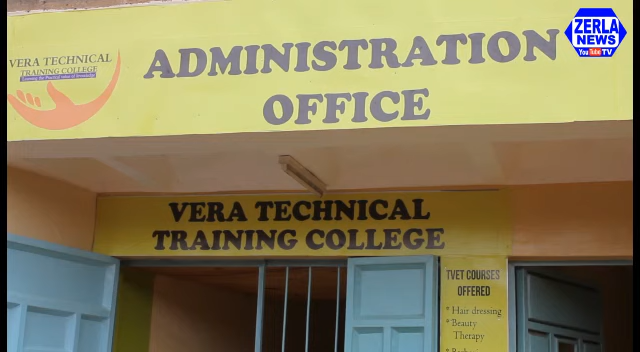 ZERLA
NEWS
YouTube TV
VERA TECHNICAL
TRAINING COLLEGE
ADMINISTRATION
OFFICE
VERA TECHNICAL
TRAINING COLLEGE
TVET COURSES
OFFERED
* Hair dressing
* Beauty
Therapy